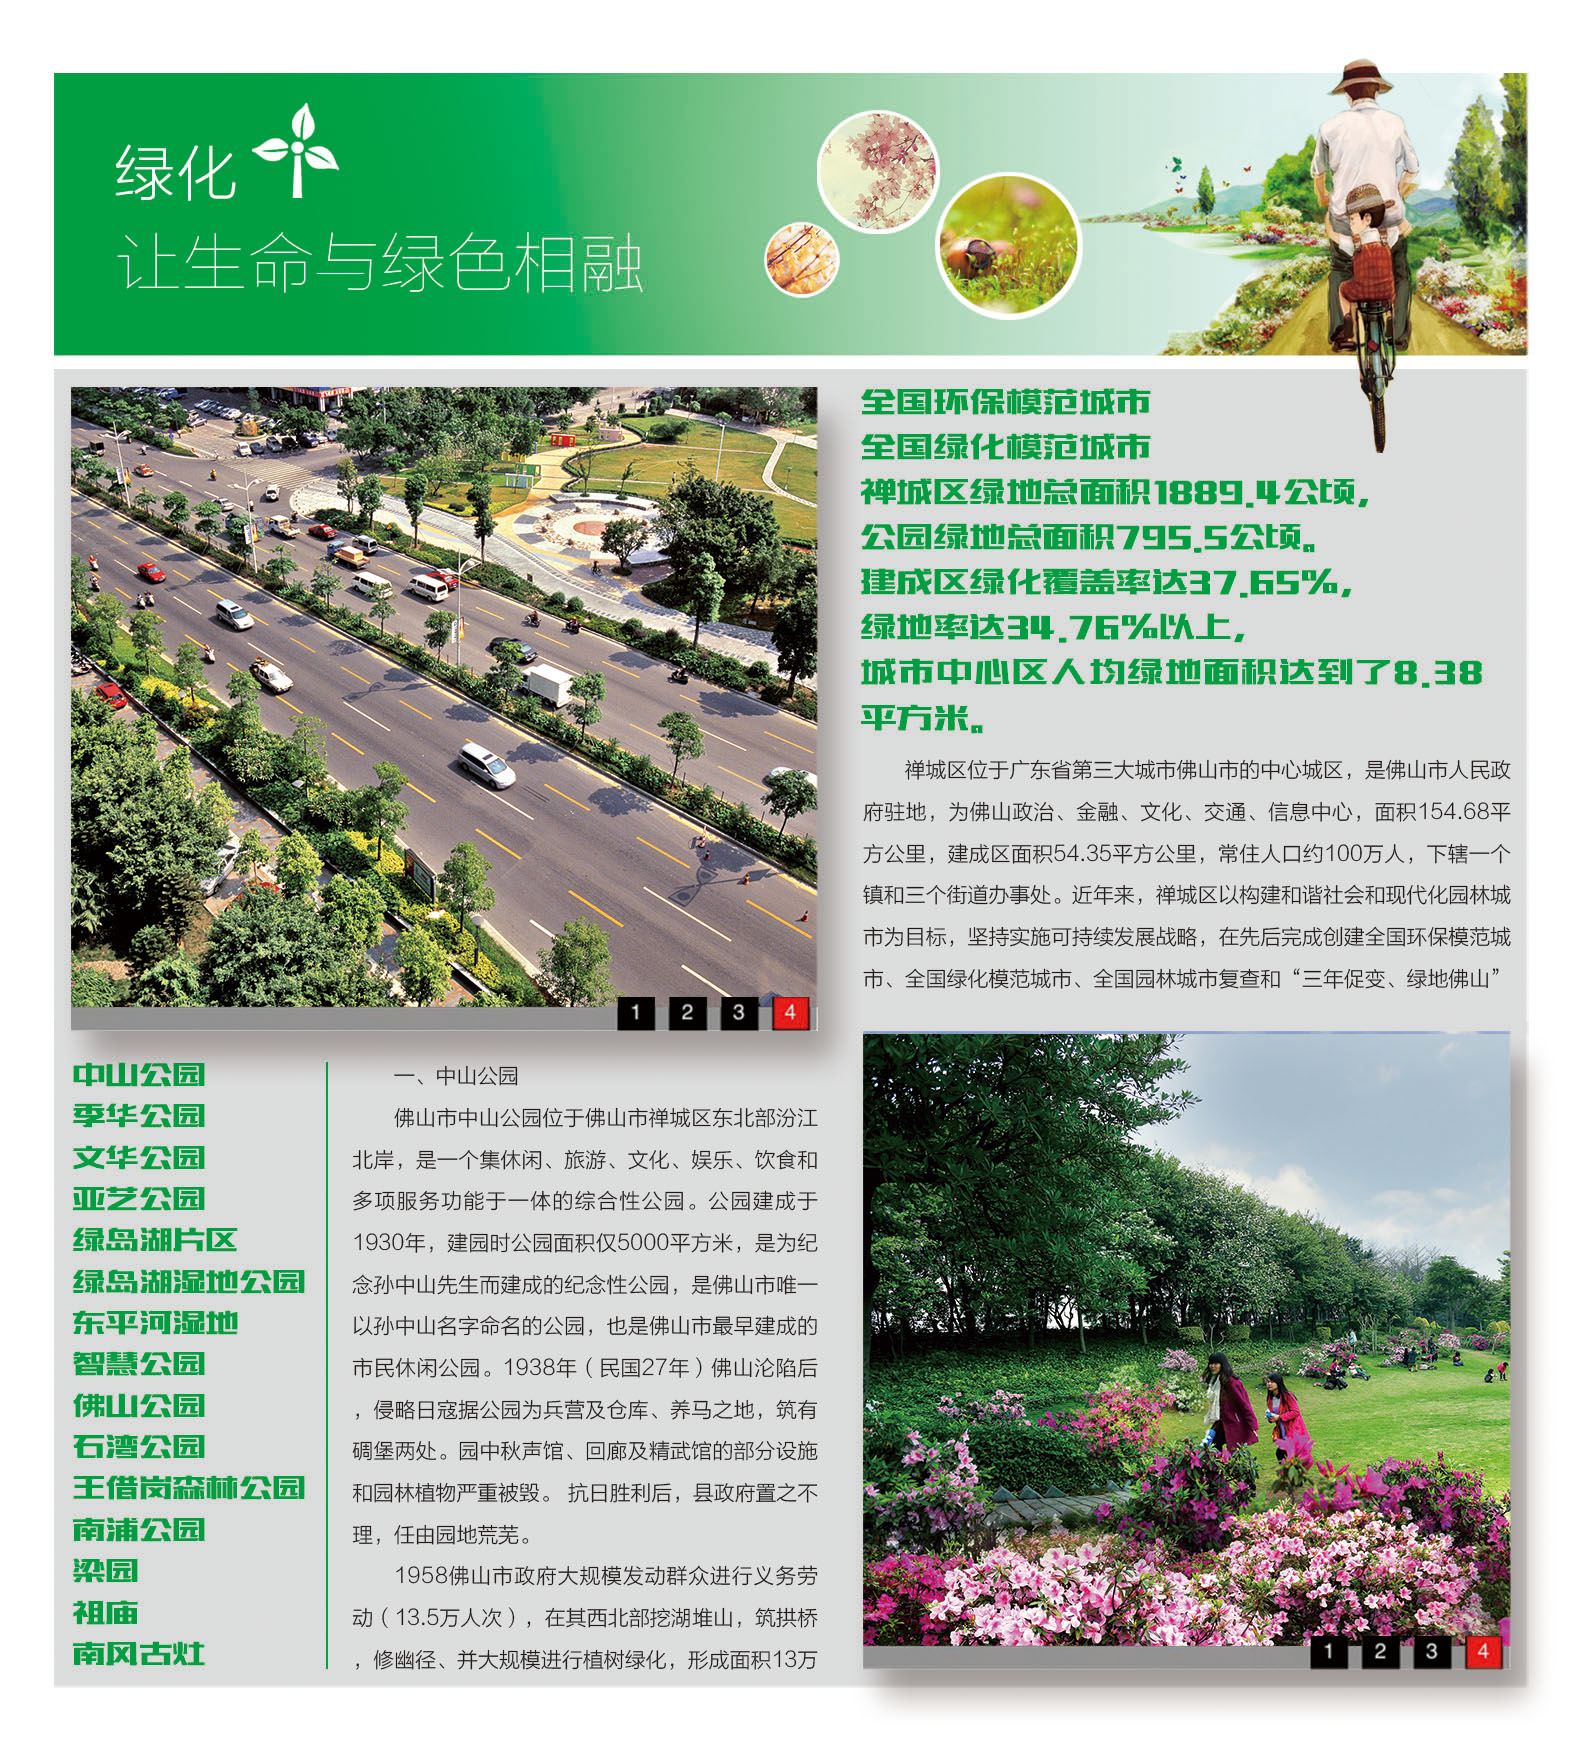 绿化
让生命与绿色相融
全国环保模范城市
全国绿化模范城市
禅城区绿地总面积1889.4公顷，
公园绿地总面积795.5公顷。
建成区绿化覆盖率达37.65%，
绿地率达34.76%以上，
城市中心区人均绿地面积达到了8.38
平方米。
禅城区位于广东省第三大城市佛山市的中心城区，是佛山市人民政
府驻地，为佛山政治、金融、文化、交通、信息中心，面积154.68平
方公里，建成区面积54.35平方公里，常住人口约100万人，下辖一个
镇和三个街道办事处。近年来，禅城区以构建和谐社会和现代化园林城
市为目标，坚持实施可持续发展战略，在先后完成创建全国环保模范城
市、全国绿化模范城市、全国园林城市复查和“三年促变、绿地佛山”
1 2 3 4
中山公园
季华公园
文华公园
亚艺公园
绿岛湖片区
绿岛湖湿地公园
东平河湿地
智慧公园
佛山公园
石湾公园
王借岗森林公园
南浦公园
梁园
祖庙
南风古灶
一、中山公园
佛山市中山公园位于佛山市禅城区东北部汾江
北岸，是一个集休闲、旅游、文化、娱乐、饮食和
多项服务功能于一体的综合性公园。公园建成于
1930年，建园时公园面积仅5000平方米，是为纪
念孙中山先生而建成的纪念性公园，是佛山市唯一
以孙中山名字命名的公园，也是佛山市最早建成的
市民休闲公园。1938年（民国27年）佛山沦陷后
，侵略日寇据公园为兵营及仓库、养马之地，筑有
碉堡两处。园中秋声馆、回廊及精武馆的部分设施
和园林植物严重被毁。 抗日胜利后，县政府置之不
理，任由园地荒芜。
1958佛山市政府大规模发动群众进行义务劳
动（13.5万人次），在其西北部挖湖堆山，筑拱桥
，修幽径、并大规模进行植树绿化，形成面积13万
1 2 3 4